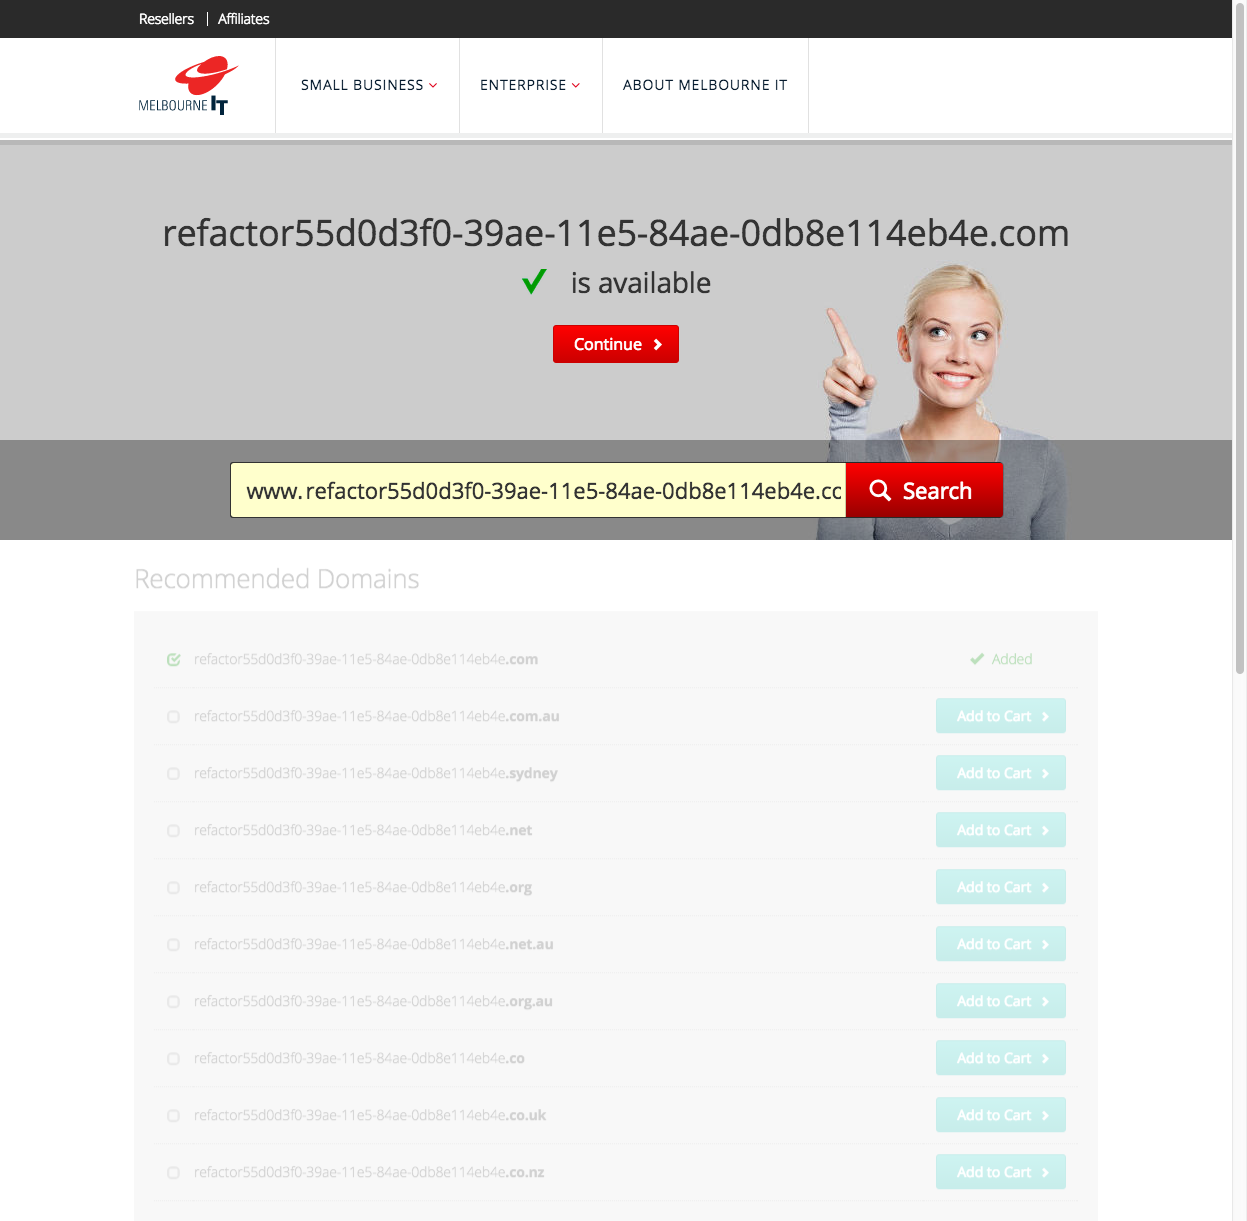 Resellers | Affiliates
MELBOURNE IT
SMALL BUSINESS
ENTERPRISE
ABOUT MELBOURNE IT
refactor55d0d3f0-39ae-11e5-84ae-0db8e114eb4e.com
is available
Continue
www. refactor55d0d3f0-39ae-11e5-84ae-0db8e114eb4e.co
Search
Recommended Domains
refactor55d0d3f0-39ae-11e5-84ae-0db8e114eb4e.com Added
refactor55d0d3f0-39ae-11e5-84ae-0db8e114eb4e.com.au Add to Cart
refactor55d0d3f0-39ae-11e5-84ae-0db8e114eb4e.sydney Add to Cart
refactor55d0d3f0-39ae-11e5-84ae-0db8e114eb4e.net Add to Cart
refactor55d0d3f0-39ae-11e5-84ae-0db8e114eb4e.org Add to Cart
refactor55d0d3f0-39ae-11e5-84ae-0db8e114eb4e.net.au Add to Cart
refactor55d0d3f0-39ae-11e5-84ae-0db8e114eb4e.org.au Add to Cart
refactor55d0d3f0-39ae-11e5-84ae-0db8e114eb4e.co Add to Cart
refactor55d0d3f0-39ae-11e5-84ae-0db8e114eb4e.co.uk Add to Cart
refactor55d0d3f0-39ae-11e5-84ae-0db8e114eb4e.co.nz Add to Cart